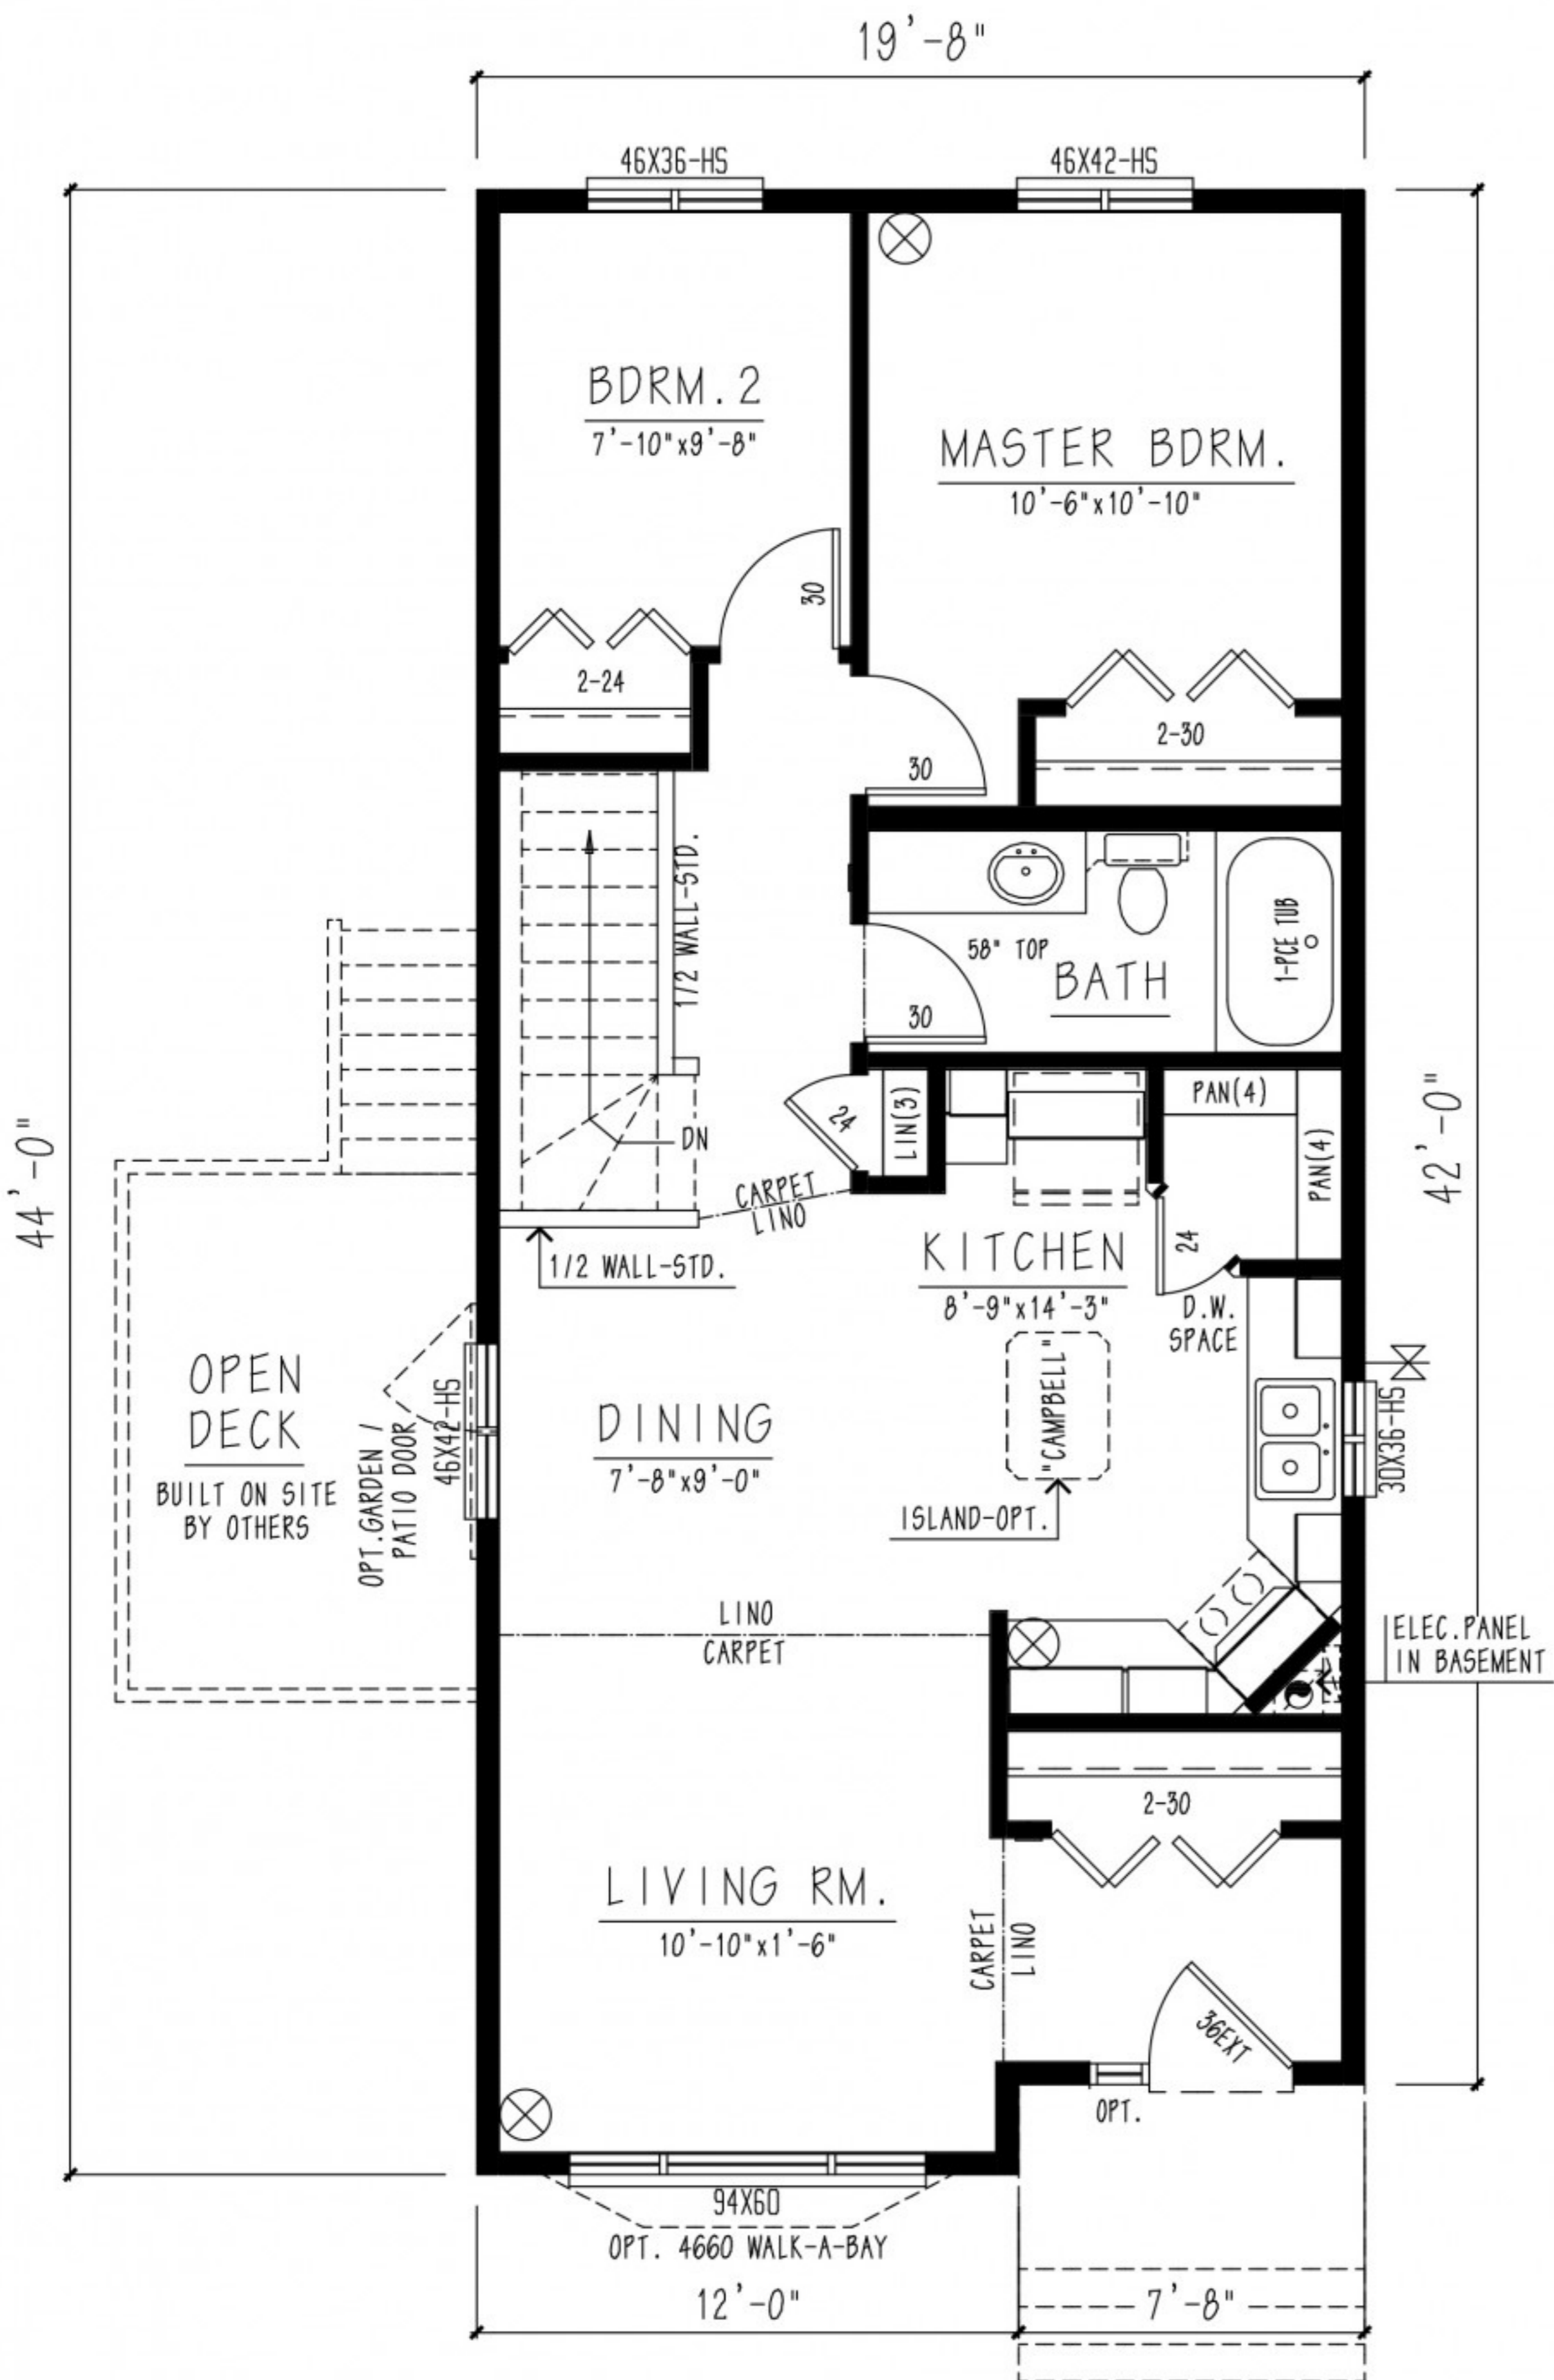 19'-8"
46X36-HS
46X42-HS
BDRM. 2
7'-10"x9'-8"
MASTER BDRM.
10'-6"x10'-10"
30
2-24
2-30
30
1/2 WALL-STD.
58" TOP
BATH
1-PCE TUB
30
44'-0"
42'-0"
24
LIN(3)
PAN(4)
PAN(4)
DN
CARPET
LINO
1/2 WALL-STD.
KITCHEN
8'-9"x14'-3"
24
D.W.
SPACE
OPEN
DECK
BUILT ON SITE
BY OTHERS
OPT.GARDEN /
PATIO DOOR
46X42-HS
DINING
7'-8"x9'-0"
"CAMPBELL"
ISLAND-OPT.
30X36-HS
LINO
CARPET
ELEC.PANEL
IN BASEMENT
2-30
LIVING RM.
10'-10"x1'-6"
CARPET
LINO
36EXT
OPT.
94X60
OPT. 4660 WALK-A-BAY
12'-0"
7'-8"